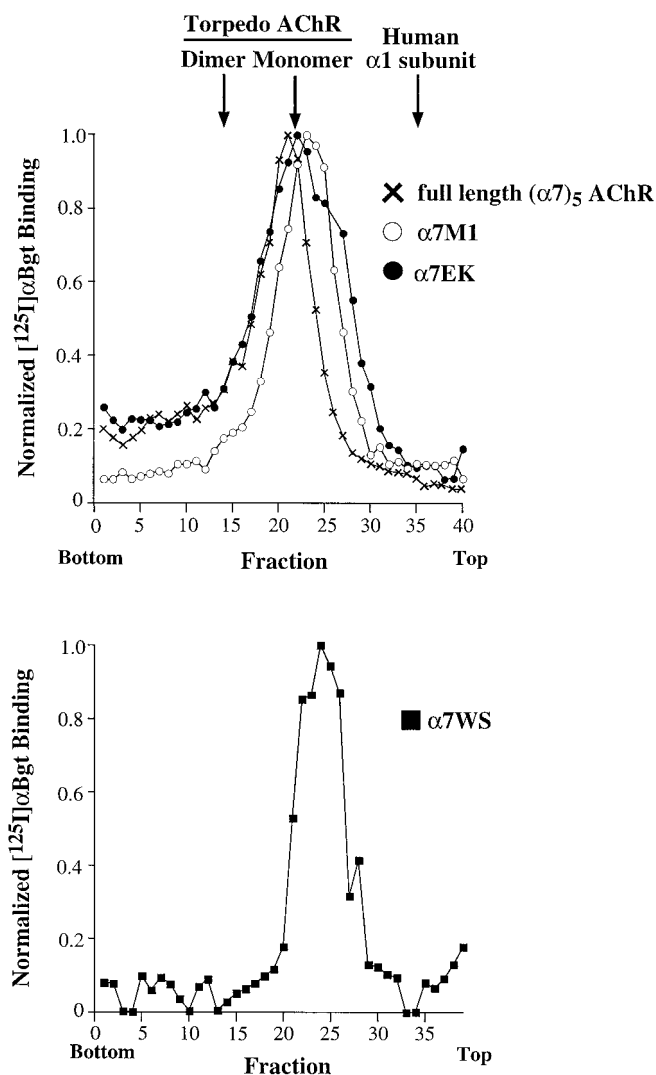 Torpedo AChR
Dimer Monomer
Human
α1 subunit
1.0
0.8
0.6
0.4
0.2
0
Normalized [125I]αBgt Binding
full length (α7)5 AChR
α7M1
α7EK
0 5 10 15 20 25 30 35 40
Bottom Fraction Top
1.0
0.8
0.6
0.4
0.2
0
Normalized [125I]αBgt Binding
α7WS
0 5 10 15 20 25 30 35
Bottom Fraction Top